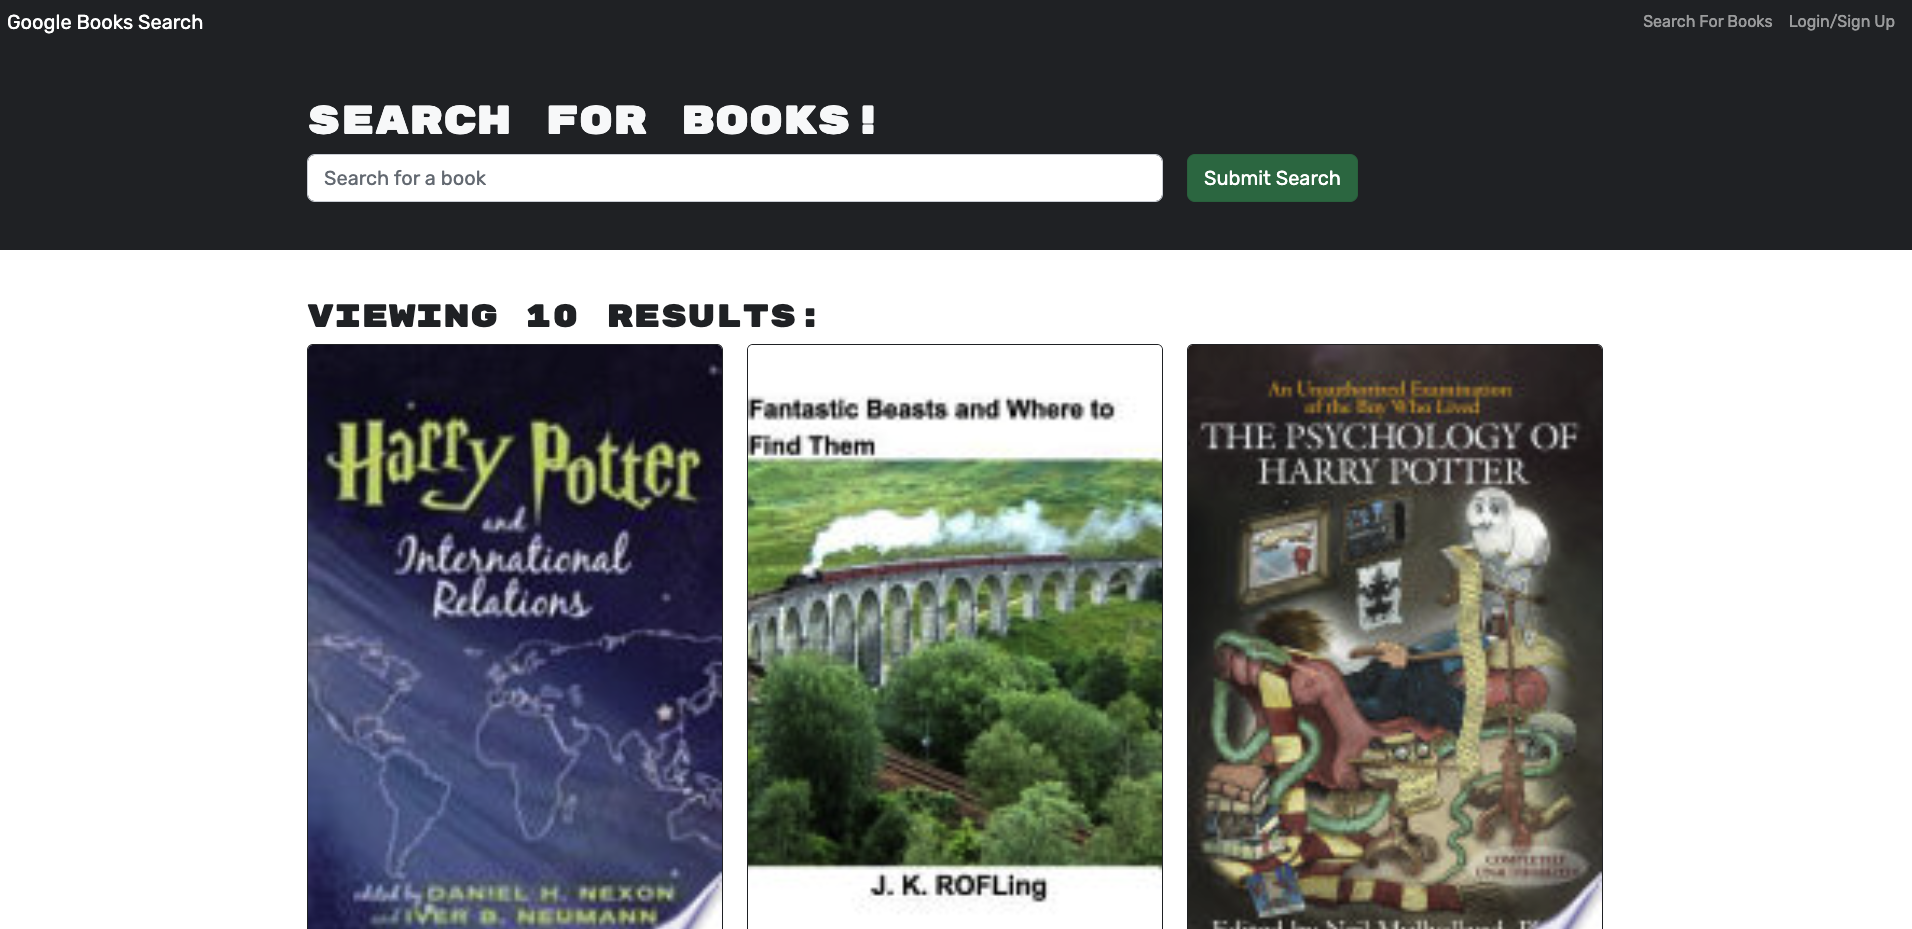 Google Books Search
Search For Books
Login/Sign Up
SEARCH FOR BOOKS!
Search for a book
Submit Search
VIEWING 10 RESULTS:
Harry Potter
and
International
Relations
edited by DANIEL H. NEXON
and IVER B. NEUMANN
Fantastic Beasts and Where to
Find Them
J. K. ROFLing
An Unauthorized Examination
of the Boy Who Lived
THE PSYCHOLOGY OF
HARRY POTTER
COMPLETELY
UNAUTHORIZED
Edited by Neil Mulholland,